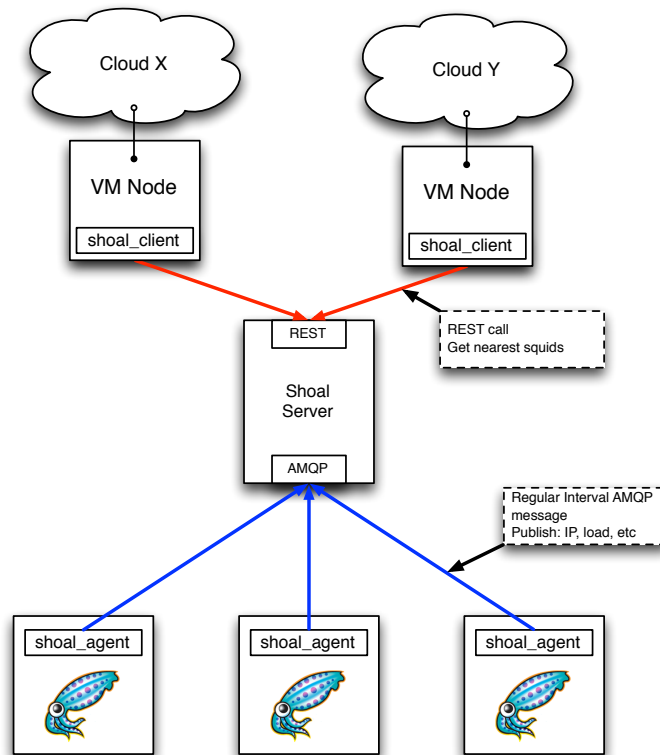 Cloud X
Cloud Y
VM Node
VM Node
shoal_client
shoal_client
REST
REST call
Get nearest squids
Shoal
Server
AMQP
Regular Interval AMQP
message
Publish: IP, load, etc
shoal_agent
shoal_agent
shoal_agent